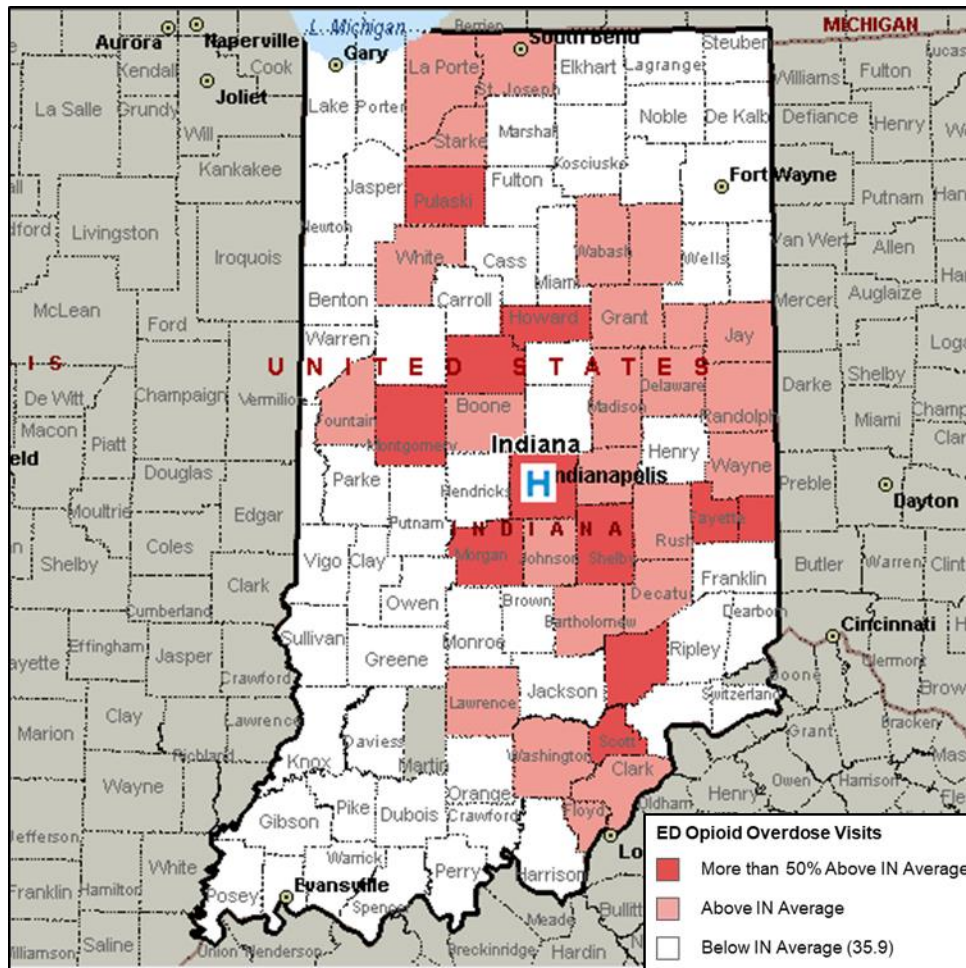 L. Michigan
Berrien
MICHIGAN
Aurora
Naperville
Gary
South Bend
Steuben
Kendall
Cook
La Porte
Elkhart
Lagrange
Williams
Fulton
Lucas
La Salle
Grundy
Joliet
Lake
Porter
St. Joseph
Will
Starke
Marshall
Noble
De Kalb
Defiance
Henry
Kankakee
Kosciusko
Jasper
Pulaski
Fulton
Fort Wayne
Putnam
Livingston
Newton
Iroquois
White
Cass
Wabash
Wells
Van Wert
Allen
Miami
McLean
Benton
Carroll
Mercer
Auglaize
Ford
Howard
Grant
Warren
Jay
IS
UNITED STATES
Shelby
De Witt
Champaign
Vermilion
Darke
Macon
Piatt
Fountain
Boone
Madison
Delaware
Randolph
Miami
Montgomery
Indiana
Henry
Wayne
Douglas
Parke
Hendricks
H
Indianapolis
Preble
Dayton
Moultrie
Edgar
Putnam
INDIANA
Fayette
Coles
Vigo
Clay
Morgan
Johnson
Shelby
Rush
Butler
Warren
Shelby
Clark
Owen
Franklin
Cumberland
Brown
Decatu
Dearborn
Bartholomew
Cincinnati
Effingham
Sullivan
Monroe
Ripley
Jasper
Greene
Clermont
Crawford
Jackson
Switzerland
Boone
Clay
Lawrence
Lawrence
Marion
Richland
Daviess
Scott
Grant
Bracken
Knox
Martin
Washington
Wayne
Clark
Owen
Harrison
Orange
Henry
Pike
Dubois
Floyd
Oldham
Gibson
Crawford
White
Warrick
Perry
Harrison
Franklin
Hamilton
Posey
Evansville
Spence
Meade
Bullitt
Saline
Union
Henderson
Breckinridge
Hardin
ED Opioid Overdose Visits
More than 50% Above IN Average
Above IN Average
Below IN Average (35.9)